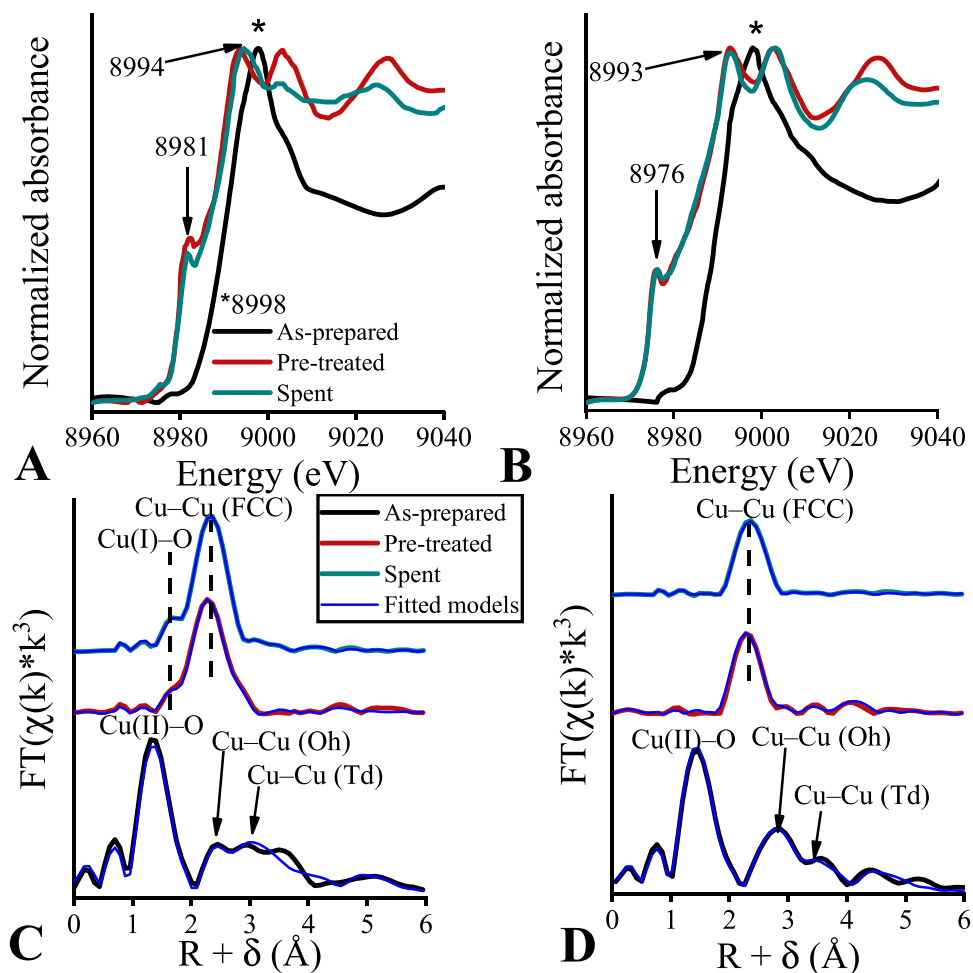 *
8994
8981
*8998
As-prepared
Pre-treated
Spent
Normalized absorbance
8960 8980 9000 9020 9040
Energy (eV)
A
*
8993
8976
Normalized absorbance
8960 8980 9000 9020 9040
Energy (eV)
B
Cu–Cu (FCC)
Cu(I)–O
Cu(II)–O
Cu–Cu (Oh)
Cu–Cu (Td)
FT(χ(k)*k³)
0 1 2 3 4 5 6
R + δ (Å)
C
As-prepared
Pre-treated
Spent
Fitted models
Cu–Cu (FCC)
Cu(II)–O
Cu–Cu (Oh)
Cu–Cu (Td)
FT(χ(k)*k³)
0 1 2 3 4 5 6
R + δ (Å)
D